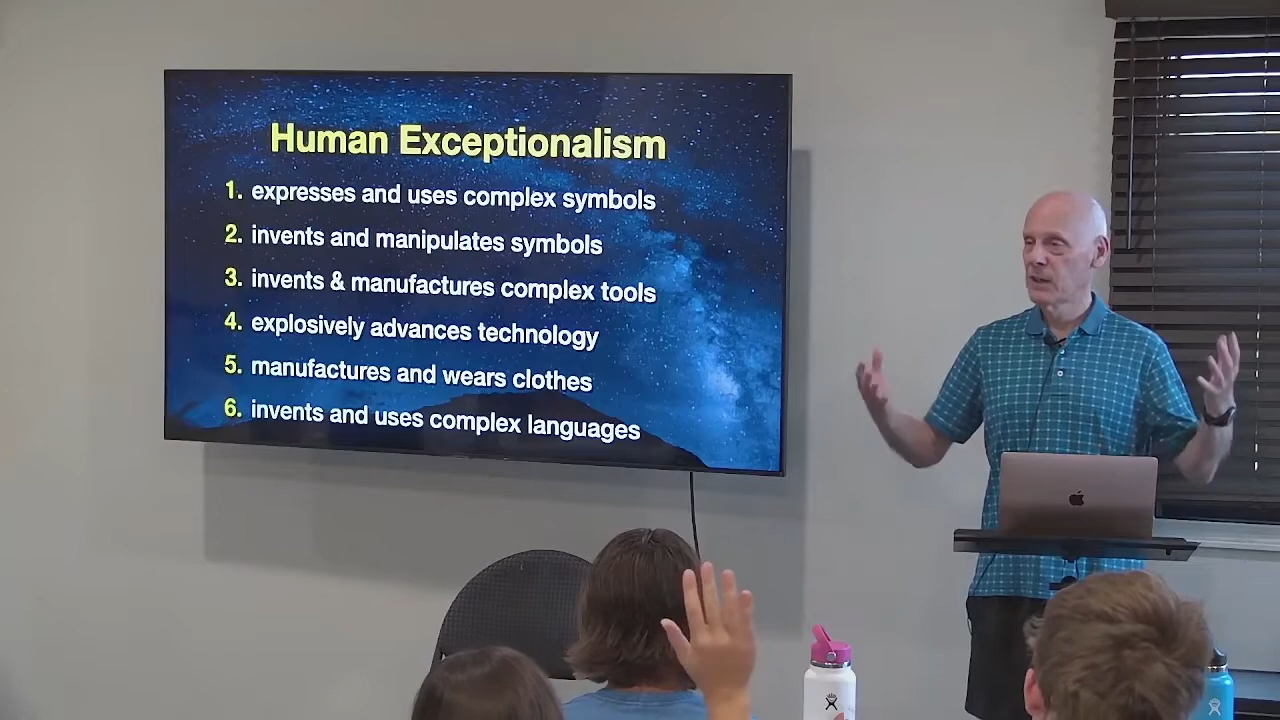 Human Exceptionalism
1. expresses and uses complex symbols
2. invents and manipulates symbols
3. invents & manufactures complex tools
4. explosively advances technology
5. manufactures and wears clothes
6. invents and uses complex languages